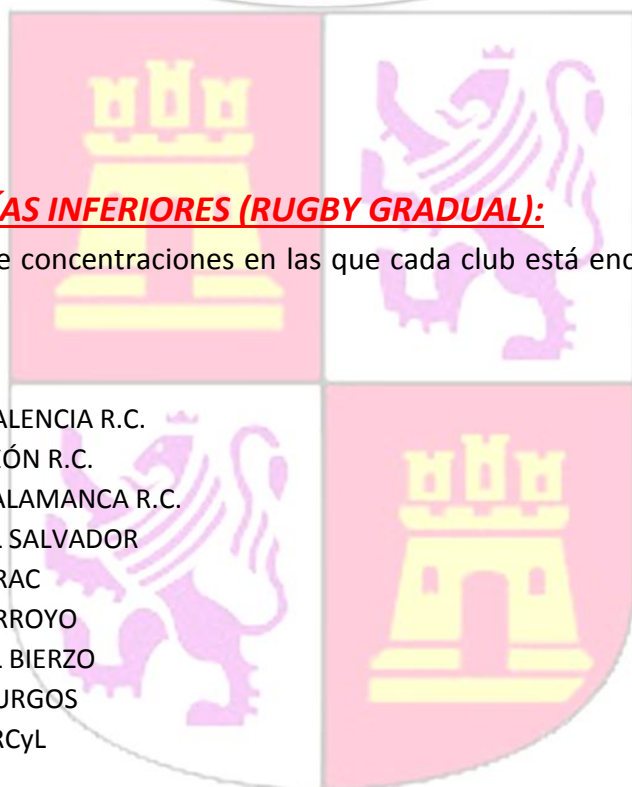 ÍAS INFERIORES (RUGBY GRADUAL):
e concentraciones en las que cada club está enc
ALENCIA R.C.
EÓN R.C.
ALAMANCA R.C.
L SALVADOR
RAC
RROYO
L BIERZO
URGOS
RCyL